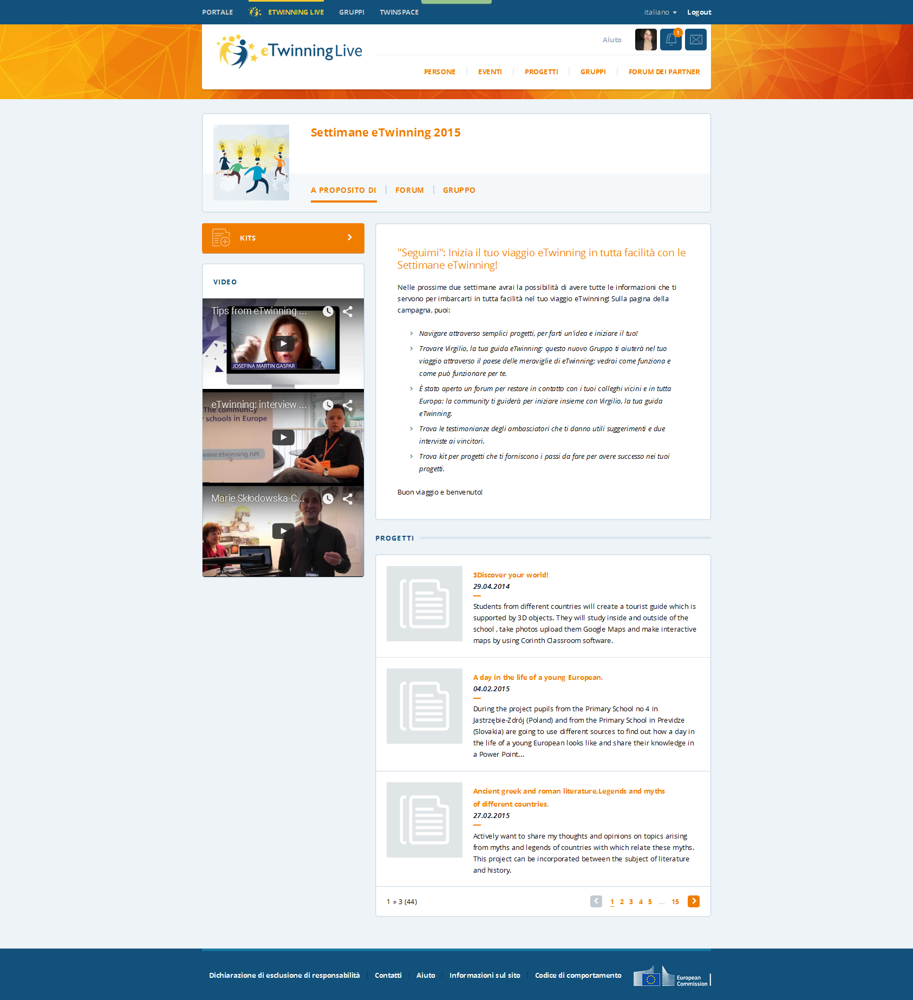 PORTALE
ETWINNING LIVE
GRUPPI
TWINSPACE
italiano
Logout
eTwinning Live
Aiuto
1
PERSONE
EVENTI
PROGETTI
GRUPPI
FORUM DEI PARTNER
Settimane eTwinning 2015
A PROPOSITO DI
FORUM
GRUPPO
KITS
VIDEO
Tips from eTwinning ...
JOSEFINA MARTIN GASPAR
eTwinning; interview ...
The community
schools in Europe
www.etwinning.net
Marie Skłodowska-C...
"Seguimi": Inizia il tuo viaggio eTwinning in tutta facilità con le
Settimane eTwinning!
Nelle prossime due settimane avrai la possibilità di avere tutte le informazioni che ti
servono per imbarcarti in tutta facilità nel tuo viaggio eTwinning! Sulla pagina della
campagna, puoi:
Navigare attraverso semplici progetti, per farti un'idea e iniziare il tuo!
Trovare Virgilio, la tua guida eTwinning: questo nuovo Gruppo ti aiuterà nel tuo
viaggio attraverso il paese delle meraviglie di eTwinning; vedrai come funziona e
come può funzionare per te.
È stato aperto un forum per restare in contatto con i tuoi colleghi vicini e in tutta
Europa: la community ti guiderà per iniziare insieme con Virgilio, la tua guida
eTwinning.
Trova le testimonianze degli ambasciatori che ti danno utili suggerimenti e due
interviste ai vincitori.
Trova kit per progetti che ti forniscono i passi da fare per avere successo nei tuoi
progetti.
Buon viaggio e benvenuto!
PROGETTI
3Discover your world!
29.04.2014
Students from different countries will create a tourist guide which is
supported by 3D objects. They will study inside and outside of the
school , take photos upload them Google Maps and make interactive
maps by using Corinth Classroom software.
A day in the life of a young European.
04.02.2015
During the project pupils from the Primary School no 4 in
Jastrzębie-Zdrój (Poland) and from the Primary School in Previdze
(Slovakia) are going to use different sources to find out how a day in
the life of a young European looks like and share their knowledge in
a Power Point...
Ancient greek and roman literature.Legends and myths
of different countries.
27.02.2015
Actively want to share my thoughts and opinions on topics arising
from myths and legends of countries with which relate these myths.
This project can be incorporated between the subject of literature
and history.
1 » 3 (44)
1 2 3 4 5 ... 15
Dichiarazione di esclusione di responsabilità
Contatti
Aiuto
Informazioni sul sito
Codice di comportamento
European
Commission